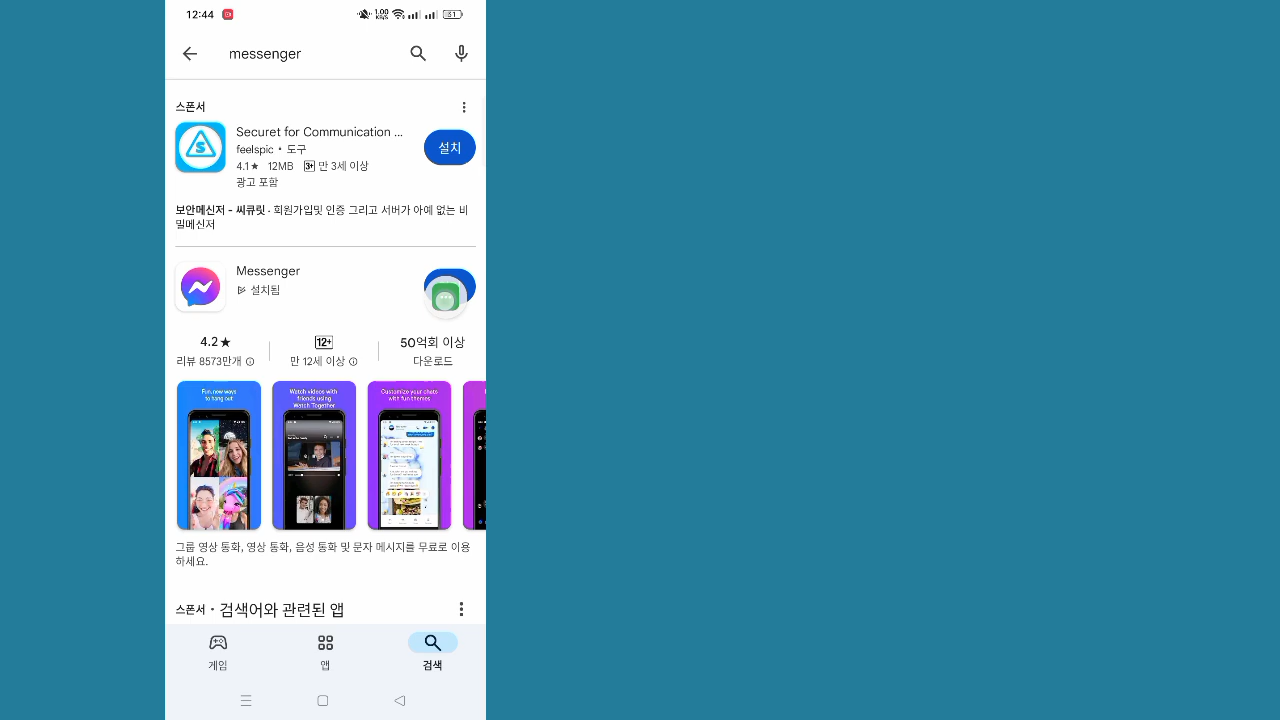 12:44
1.00 KB/S
61
messenger
스폰서
Securet for Communication ...
feelspic • 도구
4.1★ 12MB 3+ 만 3세 이상
광고 포함
설치
보안메신저 - 씨큐릿 · 회원가입및 인증 그리고 서버가 아예 없는 비
밀메신저
Messenger
설치됨
4.2★
리뷰 8573만개
12+
만 12세 이상
50억회 이상
다운로드
Fun, new ways
to hang out
Watch videos with
friends using
Watch Together
Customize your chats
with fun themes
그룹 영상 통화, 영상 통화, 음성 통화 및 문자 메시지를 무료로 이용
하세요.
스폰서 · 검색어와 관련된 앱
게임
앱
검색